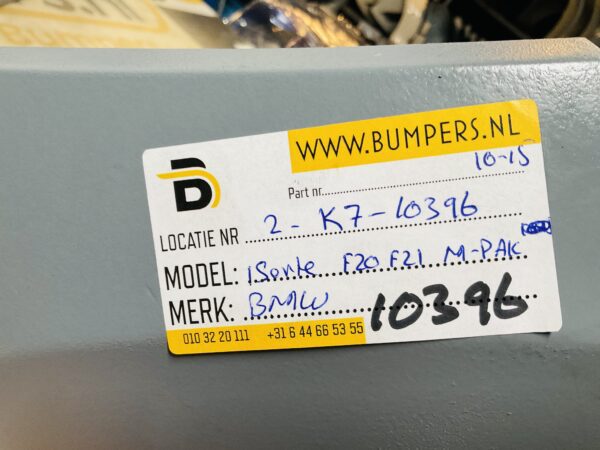 WWW.BUMPERS.NL
B
10-15
Part nr.
LOCATIE NR 2-K7-10396
MODEL: 1Serie F20 F21 M-PAK
MERK: BMW
10396
010 32 20 111 +31 6 44 66 53 55